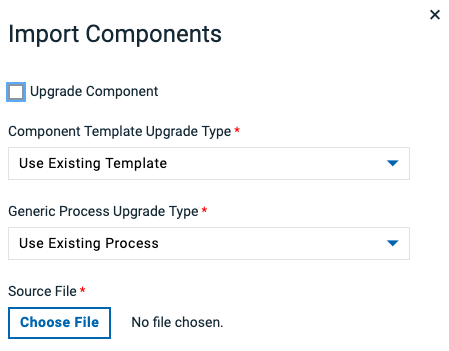 Import Components
Upgrade Component
Component Template Upgrade Type *
Use Existing Template
Generic Process Upgrade Type *
Use Existing Process
Source File *
Choose File No file chosen.